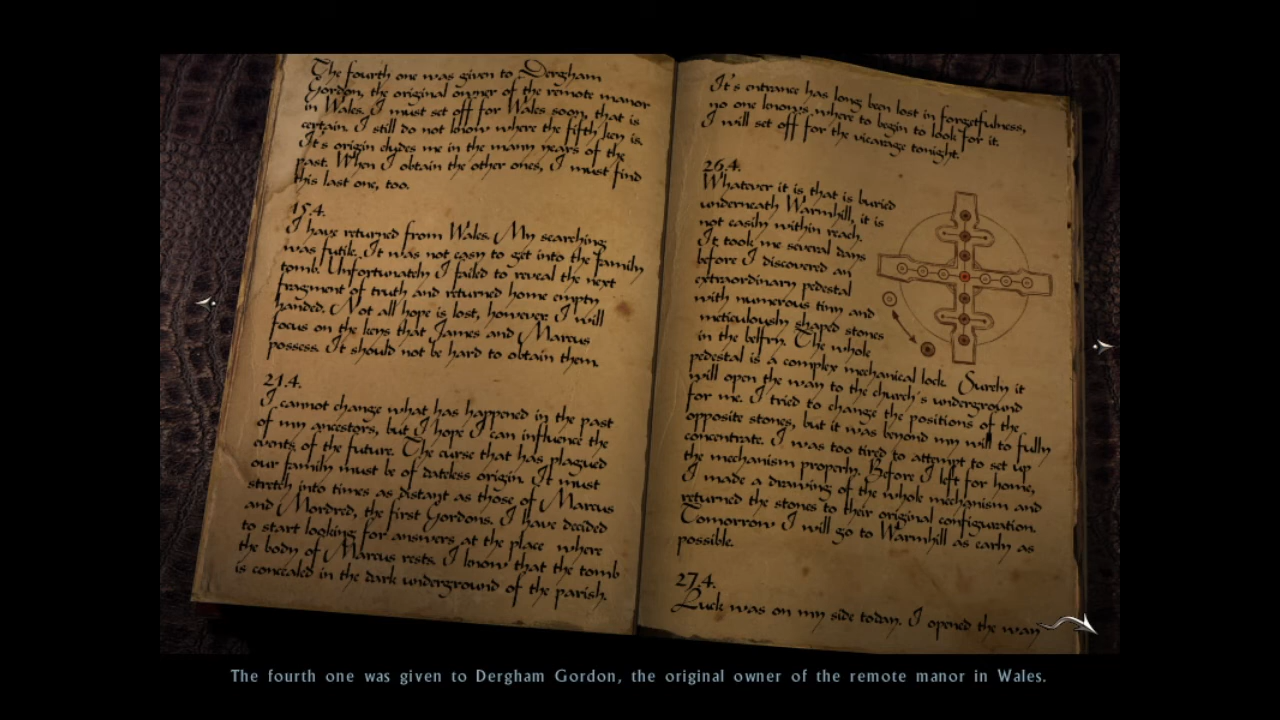 The fourth one was given to Dergham
Gordon, the original owner of the remote manor
in Wales. I must set off for Wales soon, that is
certain. I still do not know where the fifth key is.
It's origin eludes me in the many years of the
past. When I obtain the other ones, I must find
this last one, too.
15.4.
I have returned from Wales. My searching
was futile. It was not easy to get into the family
tomb. Unfortunately I failed to reveal the next
fragment of truth and returned home empty
handed. Not all hope is lost, however. I will
focus on the keys that James and Marcus
possess. It should not be hard to obtain them.
21.4.
I cannot change what has happened in the past
of my ancestors, but I hope I can influence the
events of the future. The curse that has plagued
our family must be of dateless origin. It must
stretch into times as distant as those of Marcus
and Mordred, the first Gordons. I have decided
to start looking for answers at the place where
the body of Marcus rests. I know that the tomb
is concealed in the dark underground of the parish.
It's entrance has long been lost in forgetfulness,
no one knows where to begin to look for it.
I will set off for the vicarage tonight.
26.4.
Whatever it is, that is buried
underneath Warmhill, it is
not easily within reach.
It took me several days
before I discovered an
extraordinary pedestal
with numerous tiny and
meticulously shaped stones
in the belfry. The whole
pedestal is a complex mechanical lock. Surely it
will open the way to the church's underground
for me. I tried to change the positions of the
opposite stones, but it was beyond my will to fully
concentrate. I was too tired to attempt to set up
the mechanism properly. Before I left for home,
I made a drawing of the whole mechanism and
returned the stones to their original configuration.
Tomorrow I will go to Warmhill as early as
possible.
27.4.
Luck was on my side today. I opened the way
The fourth one was given to Dergham Gordon, the original owner of the remote manor in Wales.